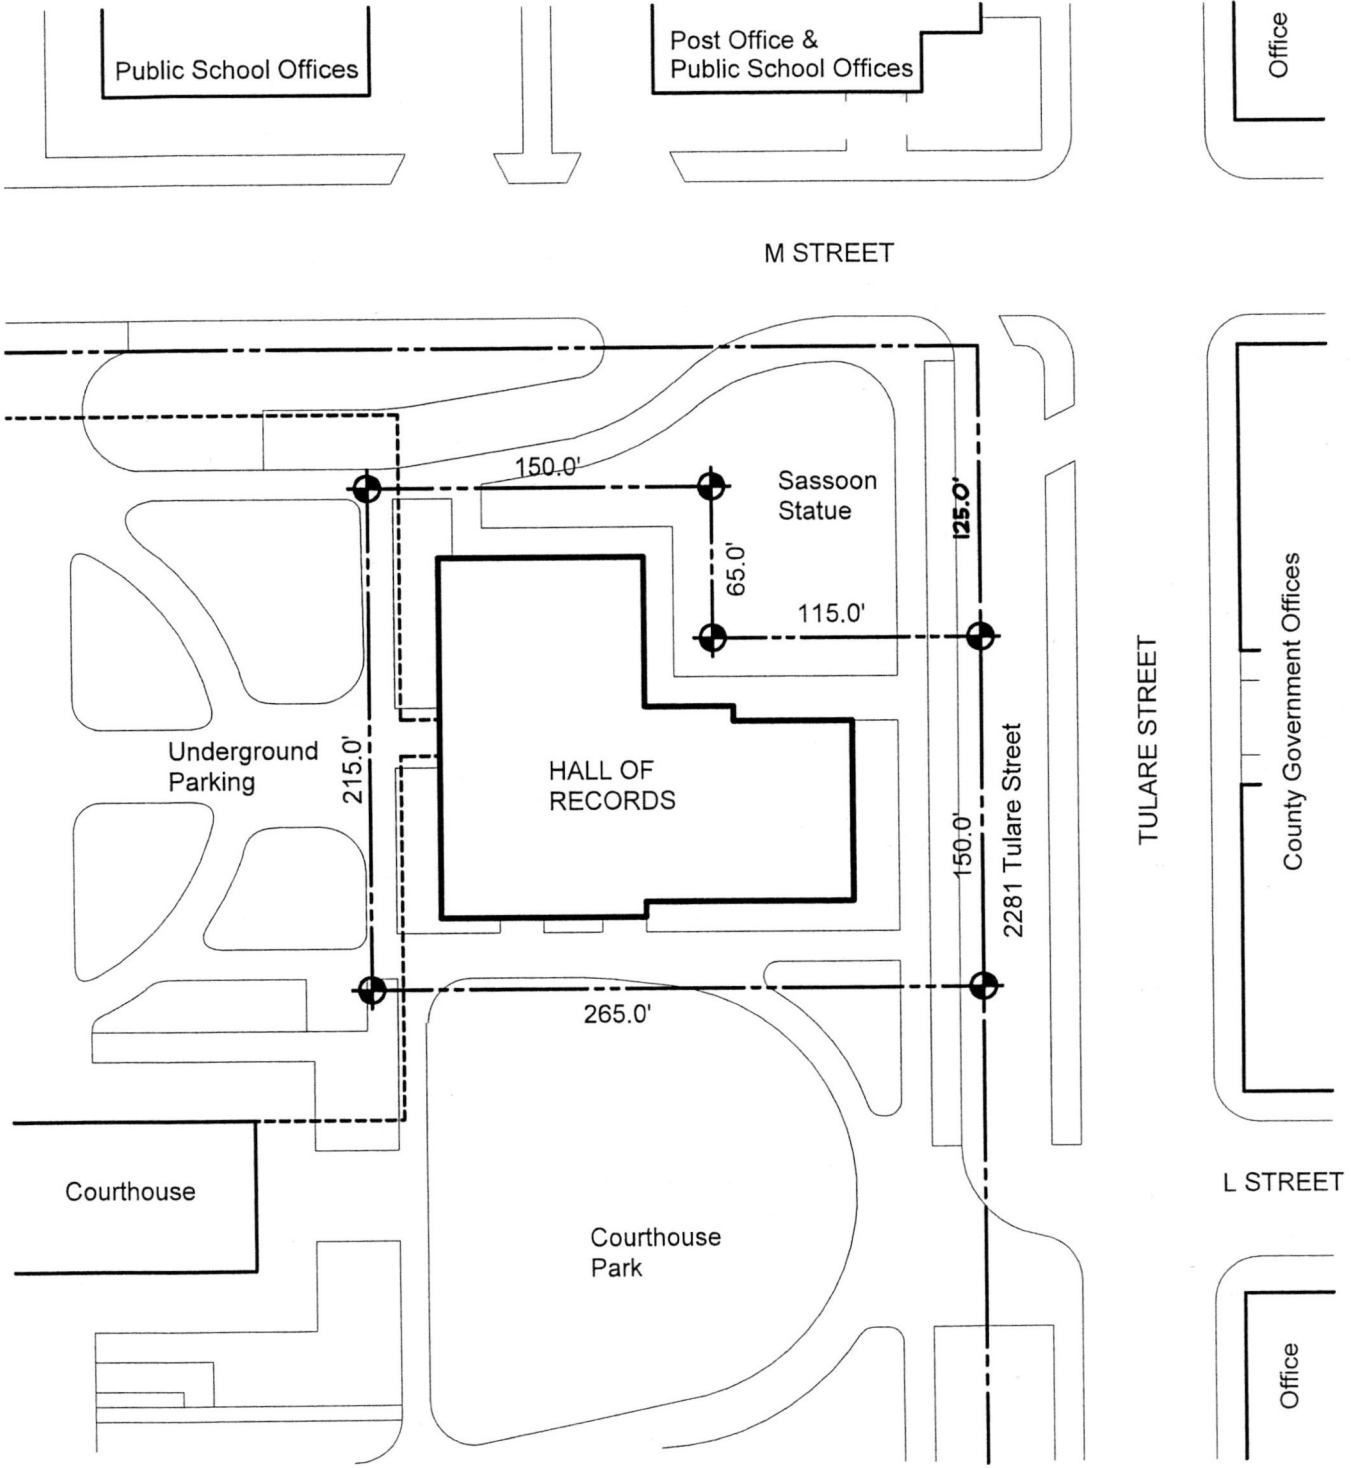 Public School Offices
Post Office &
Public School Offices
Office
M STREET
150.0'
Sassoon
Statue
125.0'
65.0'
115.0'
County Government Offices
TULARE STREET
Underground
Parking
215.0'
HALL OF
RECORDS
150.0'
2281 Tulare Street
265.0'
Courthouse
L STREET
Courthouse
Park
Office